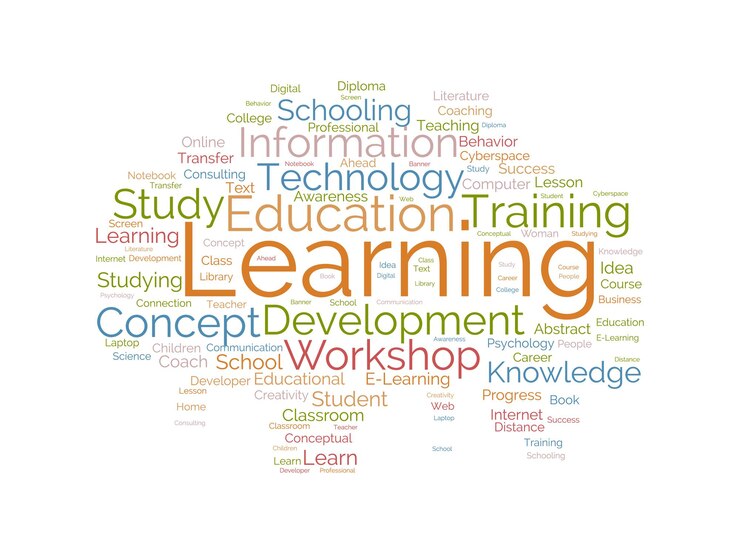 Digital
Diploma
Behavior
Screen
Literature
Schooling
Coaching
College
Professional
Teaching
Diploma
Online
Information
Behavior
Transfer
Notebook
Ahead
Banner
Cyberspace
Notebook
Consulting
Technology
Study
Success
Transfer
Text
Computer
Lesson
Study
Awareness
Web
Student
Cyberspace
Education
Training
Screen
Learning
Concept
Learning
Conceptual
Woman
Studying
Literature
Internet
Development
Class
Ahead
Idea
Class
Study
Course
Knowledge
Idea
Studying
Library
Book
Digital
Text
Career
People
Course
Library
College
Psychology
Connection
Teacher
Banner
School
Communication
Business
Concept
Development
Abstract
Education
Laptop
Awareness
E-Learning
Science
Children
Communication
Workshop
Psychology
People
Coach
School
Career
Distance
Developer
Educational
E-Learning
Knowledge
Lesson
Creativity
Student
Creativity
Progress
Home
Web
Book
Consulting
Classroom
Laptop
Internet
Success
Classroom
Teacher
Distance
Conceptual
Training
Children
School
Schooling
Learn
Learn
Developer
Professional